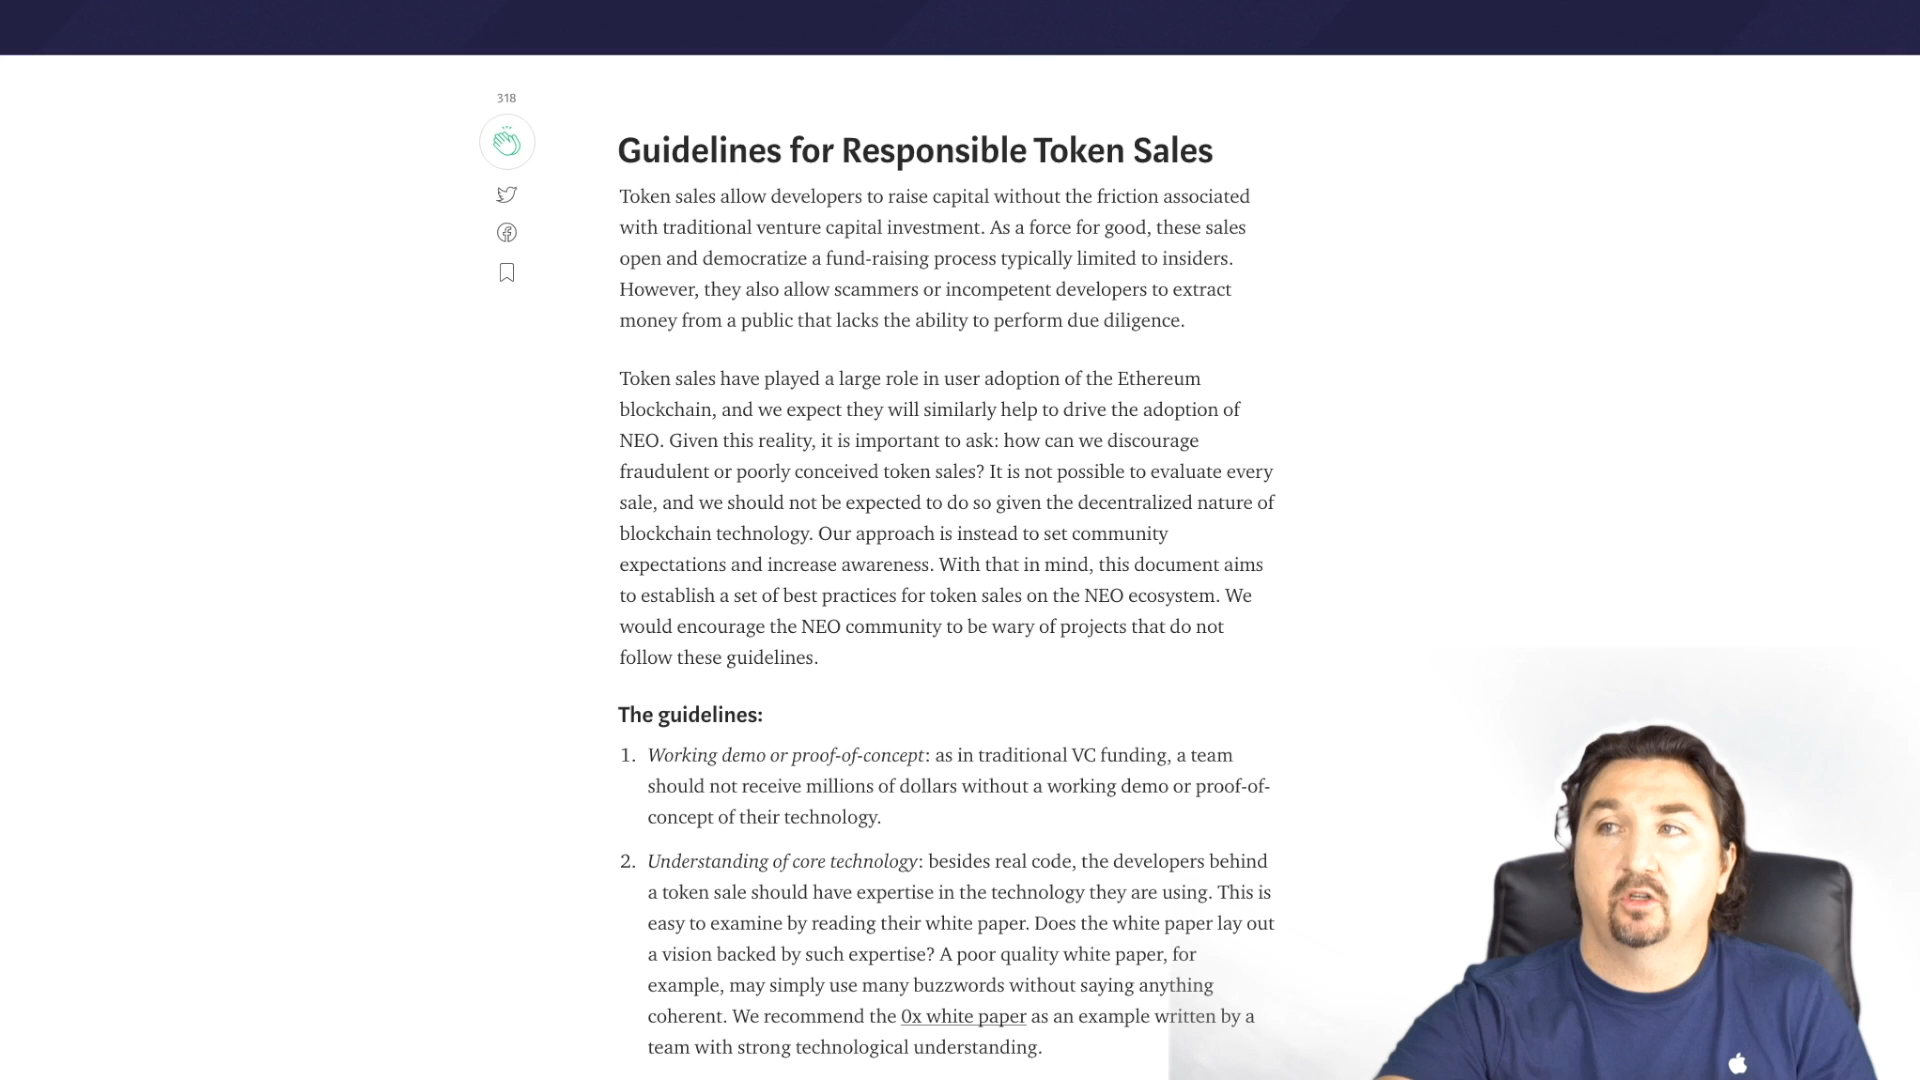 318
Guidelines for Responsible Token Sales
Token sales allow developers to raise capital without the friction associated
with traditional venture capital investment. As a force for good, these sales
open and democratize a fund-raising process typically limited to insiders.
However, they also allow scammers or incompetent developers to extract
money from a public that lacks the ability to perform due diligence.
Token sales have played a large role in user adoption of the Ethereum
blockchain, and we expect they will similarly help to drive the adoption of
NEO. Given this reality, it is important to ask: how can we discourage
fraudulent or poorly conceived token sales? It is not possible to evaluate every
sale, and we should not be expected to do so given the decentralized nature of
blockchain technology. Our approach is instead to set community
expectations and increase awareness. With that in mind, this document aims
to establish a set of best practices for token sales on the NEO ecosystem. We
would encourage the NEO community to be wary of projects that do not
follow these guidelines.
The guidelines:
1. Working demo or proof-of-concept: as in traditional VC funding, a team
should not receive millions of dollars without a working demo or proof-of-
concept of their technology.
2. Understanding of core technology: besides real code, the developers behind
a token sale should have expertise in the technology they are using. This is
easy to examine by reading their white paper. Does the white paper lay out
a vision backed by such expertise? A poor quality white paper, for
example, may simply use many buzzwords without saying anything
coherent. We recommend the 0x white paper as an example written by a
team with strong technological understanding.